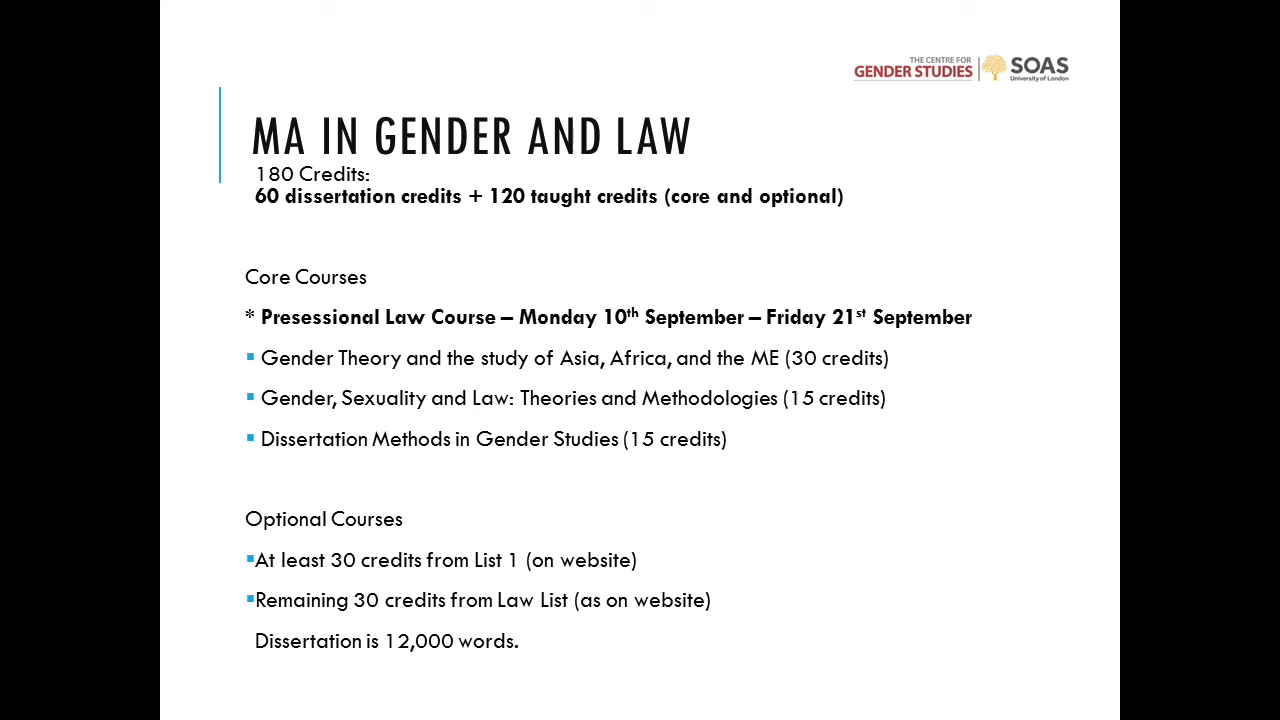 THE CENTRE FOR
GENDER STUDIES
SOAS
University of London
MA IN GENDER AND LAW
180 Credits:
60 dissertation credits + 120 taught credits (core and optional)
Core Courses
* Presessional Law Course – Monday 10th September – Friday 21st September
▪ Gender Theory and the study of Asia, Africa, and the ME (30 credits)
▪ Gender, Sexuality and Law: Theories and Methodologies (15 credits)
▪ Dissertation Methods in Gender Studies (15 credits)
Optional Courses
▪At least 30 credits from List 1 (on website)
▪Remaining 30 credits from Law List (as on website)
Dissertation is 12,000 words.